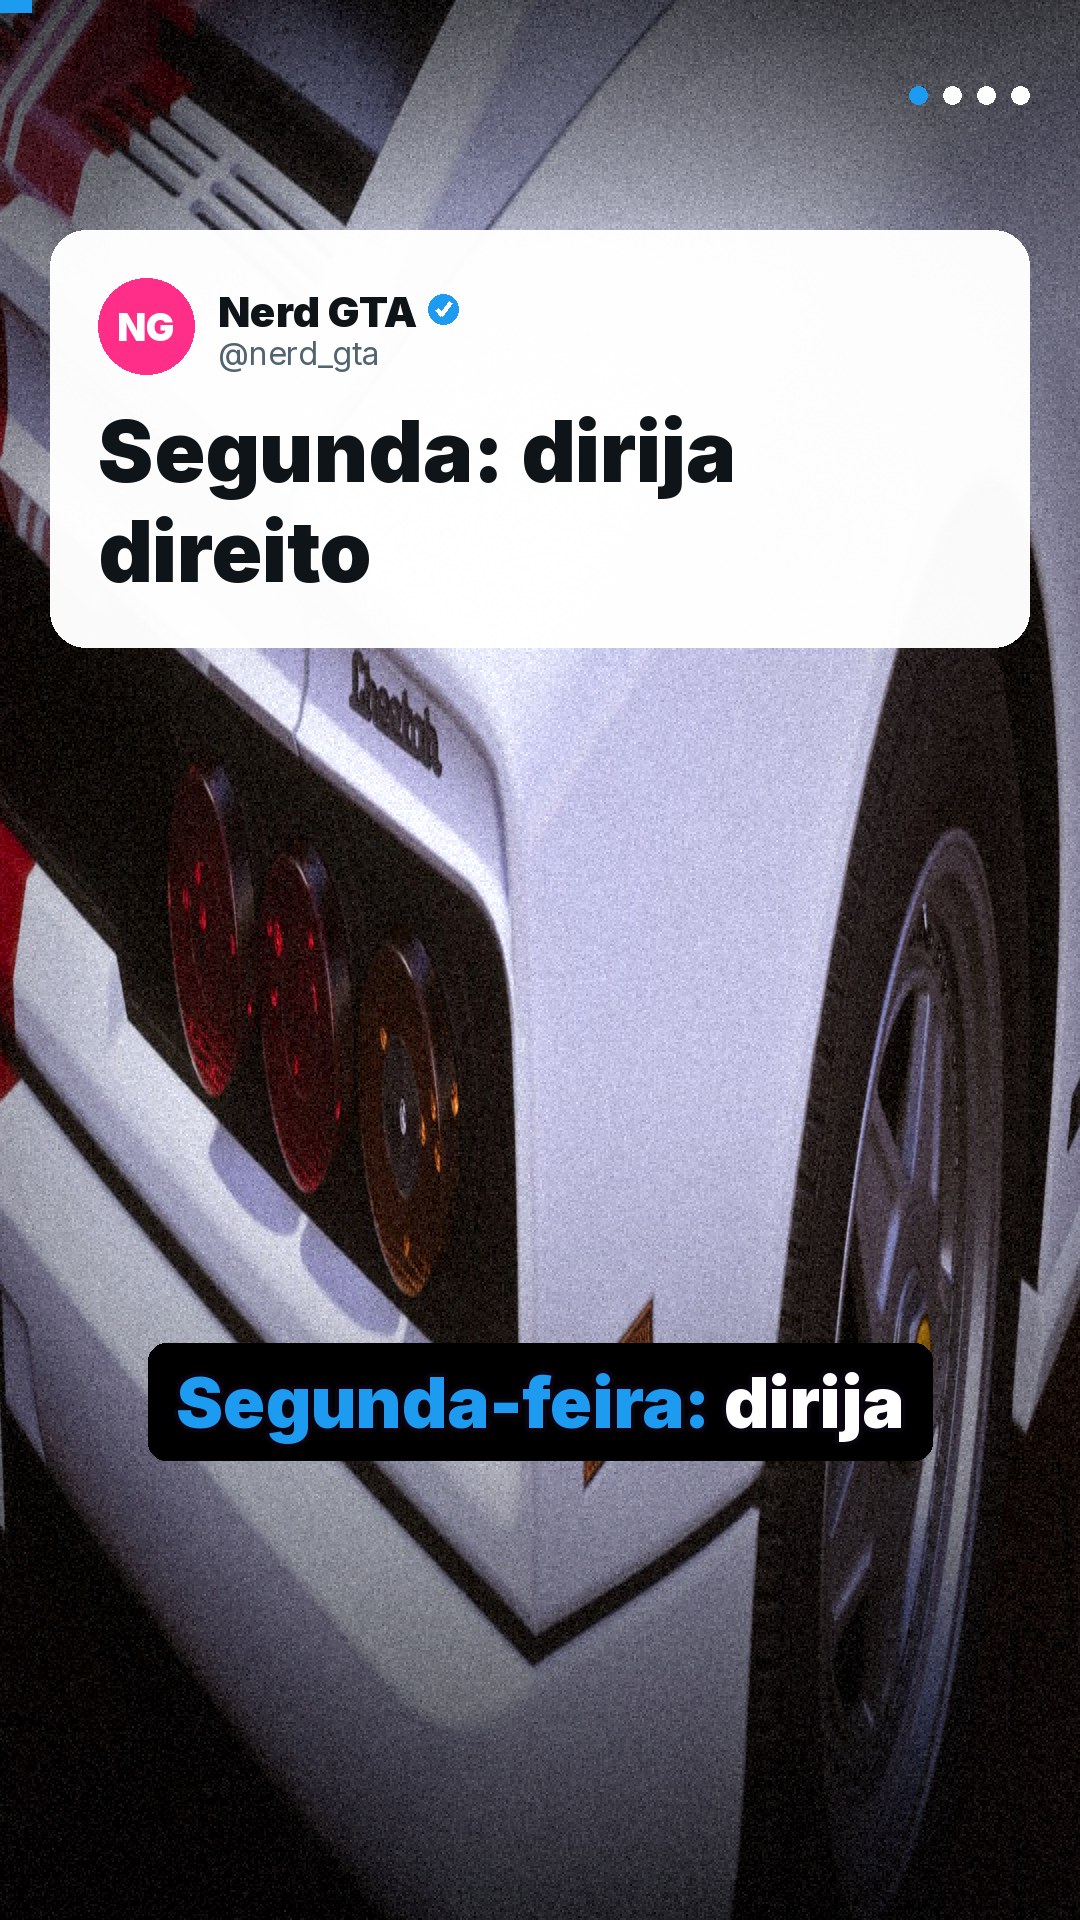 NG
Nerd GTA
@nerd_gta
Segunda: dirija
direito
Cheetah
Segunda-feira: dirija